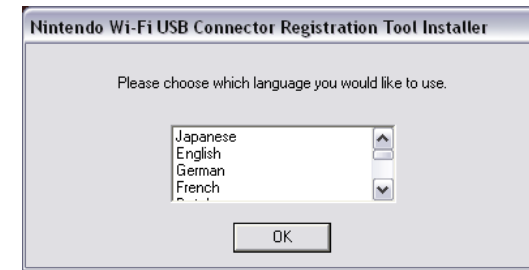 Nintendo Wi-Fi USB Connector Registration Tool Installer
Please choose which language you would like to use.
Japanese
English
German
French
OK